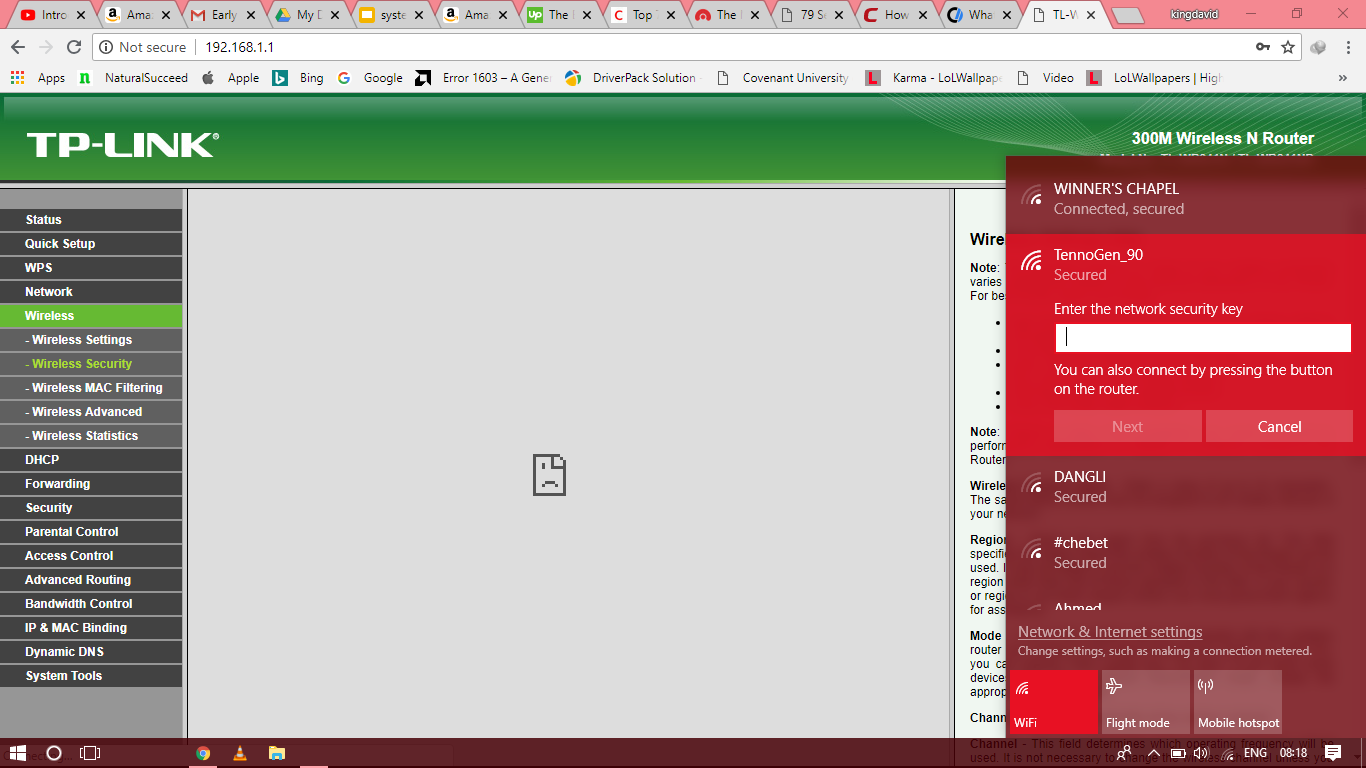 Intro
Ama
Early
My D
syste
Ama
The
Top
The
79 S
How
Wha
TL-W
kingdavid
Not secure
192.168.1.1
Apps
NaturalSucceed
Apple
Bing
Google
Error 1603 – A Gene
DriverPack Solution
Covenant University
Karma - LoLWallpape
Video
LoLWallpapers | High
»
TP-LINK®
300M Wireless N Router
Status
Quick Setup
WPS
Network
Wireless
- Wireless Settings
- Wireless Security
- Wireless MAC Filtering
- Wireless Advanced
- Wireless Statistics
DHCP
Forwarding
Security
Parental Control
Access Control
Advanced Routing
Bandwidth Control
IP & MAC Binding
Dynamic DNS
System Tools
Wire
Note:
varies
For be
Note:
perform
Router
Wirele
The sa
your ne
Region
specifi
used. I
region
or regi
for ass
Mode
router
you ca
device
approp
Chann
Channel - This field determines which operating frequency will be
used. It is not necessary to change the wireless channel unless you
WINNER'S CHAPEL
Connected, secured
TennoGen_90
Secured
Enter the network security key
You can also connect by pressing the button
on the router.
Next
Cancel
DANGLI
Secured
#chebet
Secured
Ahmed
Network & Internet settings
Change settings, such as making a connection metered.
WiFi
Flight mode
Mobile hotspot
ENG
08:18